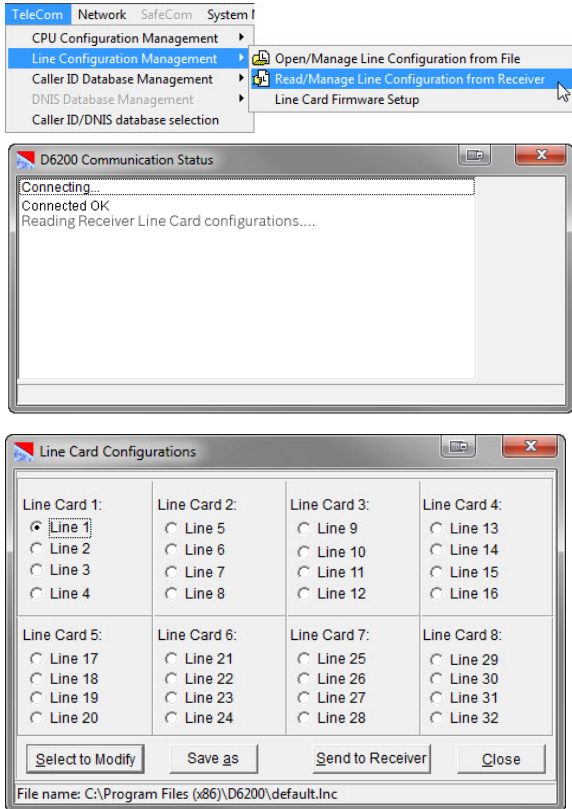 TeleCom Network SafeCom System
CPU Configuration Management
Line Configuration Management
Caller ID Database Management
DNIS Database Management
Caller ID/DNIS database selection
Open/Manage Line Configuration from File
Read/Manage Line Configuration from Receiver
Line Card Firmware Setup
D6200 Communication Status
Connecting...
Connected OK
Reading Receiver Line Card configurations....
Line Card Configurations
Line Card 1:
Line 1
Line 2
Line 3
Line 4
Line Card 2:
Line 5
Line 6
Line 7
Line 8
Line Card 3:
Line 9
Line 10
Line 11
Line 12
Line Card 4:
Line 13
Line 14
Line 15
Line 16
Line Card 5:
Line 17
Line 18
Line 19
Line 20
Line Card 6:
Line 21
Line 22
Line 23
Line 24
Line Card 7:
Line 25
Line 26
Line 27
Line 28
Line Card 8:
Line 29
Line 30
Line 31
Line 32
Select to Modify Save as Send to Receiver Close
File name: C:\Program Files (x86)\D6200\default.lnc